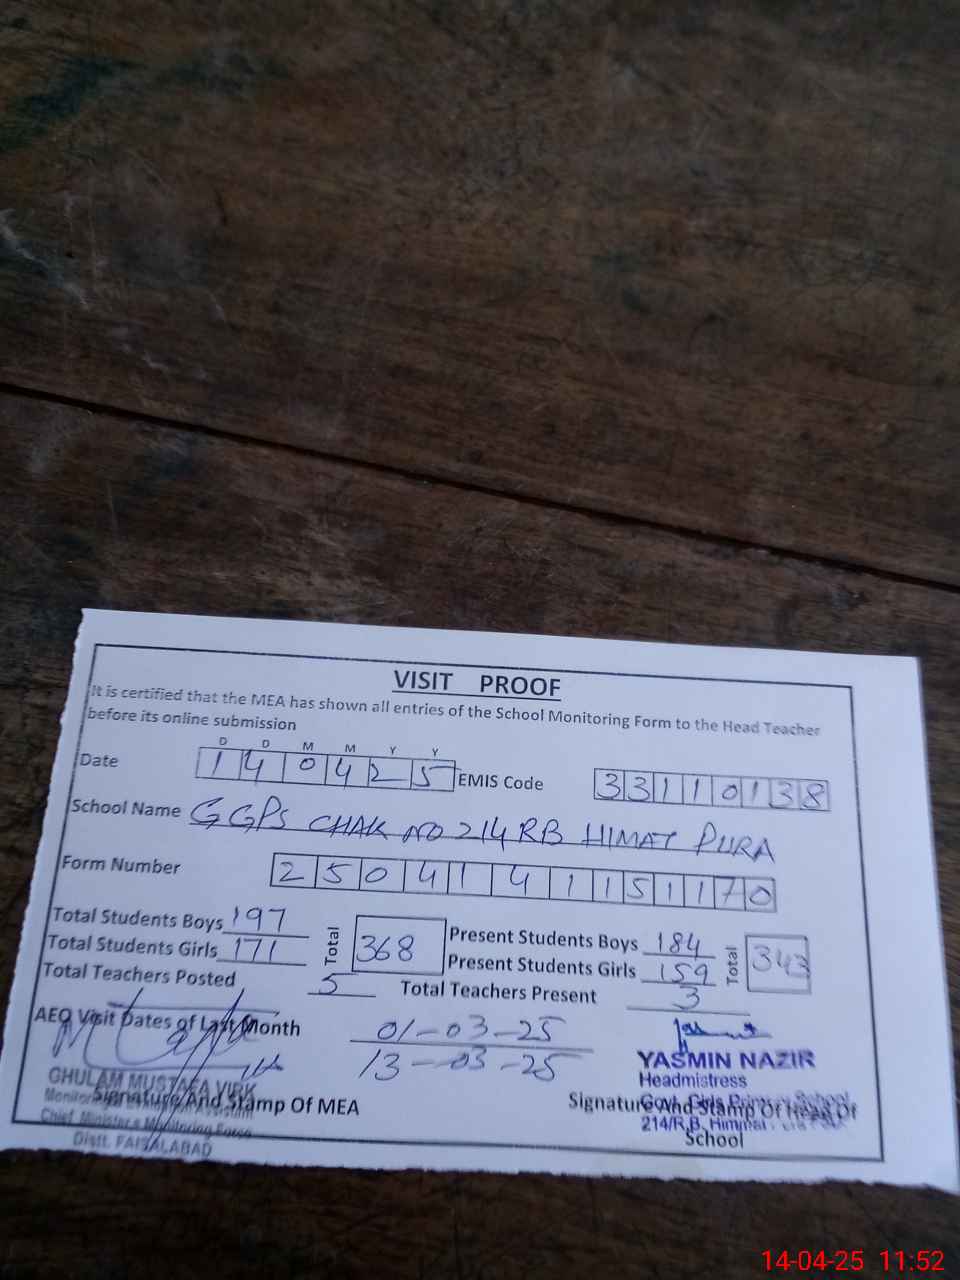 VISIT PROOF
It is certified that the MEA has shown all entries of the School Monitoring Form to the Head Teacher
before its online submission
D D M M Y Y
Date 1 4 0 4 2 5 EMIS Code 3 3 1 1 0 1 3 8
School Name GGPS CHAK NO 214 RB HIMAT PURA
Form Number 2 5 0 4 1 4 1 1 5 1 1 7 0
Total Students Boys 197 Total 368 Present Students Boys 184 Total 343
Total Students Girls 171 Present Students Girls 159
Total Teachers Posted 5 Total Teachers Present 3
AEO Visit Dates of Last Month 01-03-25
13-03-25
YASMIN NAZIR
Headmistress
Govt. Girls Primary School
214/R.B. Himmat
GHULAM MUSTAFA VIRK
Monitoring
Chief Minister's Monitoring Force
Distt. FAISALABAD
Signature And Stamp Of MEA
Signature And Stamp Of Head Of
School
14-04-25 11:52